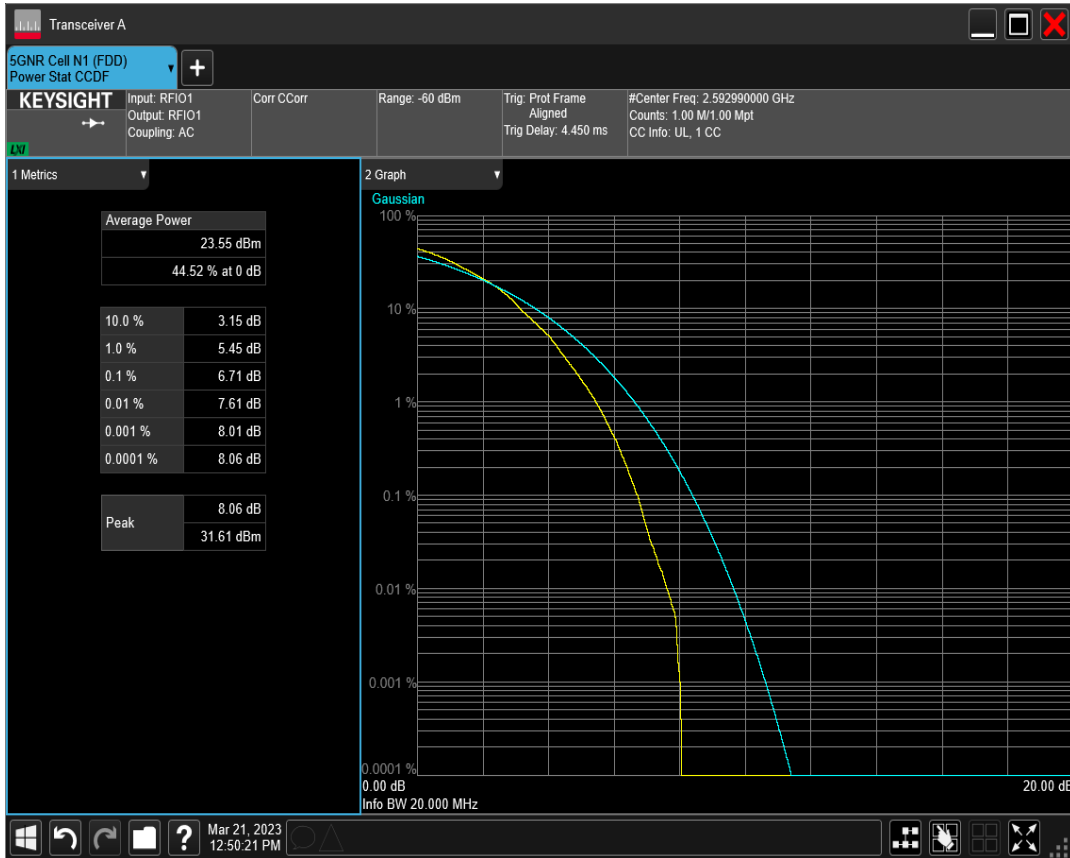 Transceiver A
5GNR Cell N1 (FDD)
Power Stat CCDF
+
KEYSIGHT
LXI
Input: RFIO1
Output: RFIO1
Coupling: AC
Corr CCorr
Range: -60 dBm
Trig: Prot Frame
Aligned
Trig Delay: 4.450 ms
#Center Freq: 2.592990000 GHz
Counts: 1.00 M/1.00 Mpt
CC Info: UL, 1 CC
1 Metrics
Average Power
23.55 dBm
44.52 % at 0 dB
10.0 % 3.15 dB
1.0 % 5.45 dB
0.1 % 6.71 dB
0.01 % 7.61 dB
0.001 % 8.01 dB
0.0001 % 8.06 dB
Peak
8.06 dB
31.61 dBm
2 Graph
Gaussian
100 %
10 %
1 %
0.1 %
0.01 %
0.001 %
0.0001 %
0.00 dB 20.00 dB
Info BW 20.000 MHz
?
Mar 21, 2023
12:50:21 PM